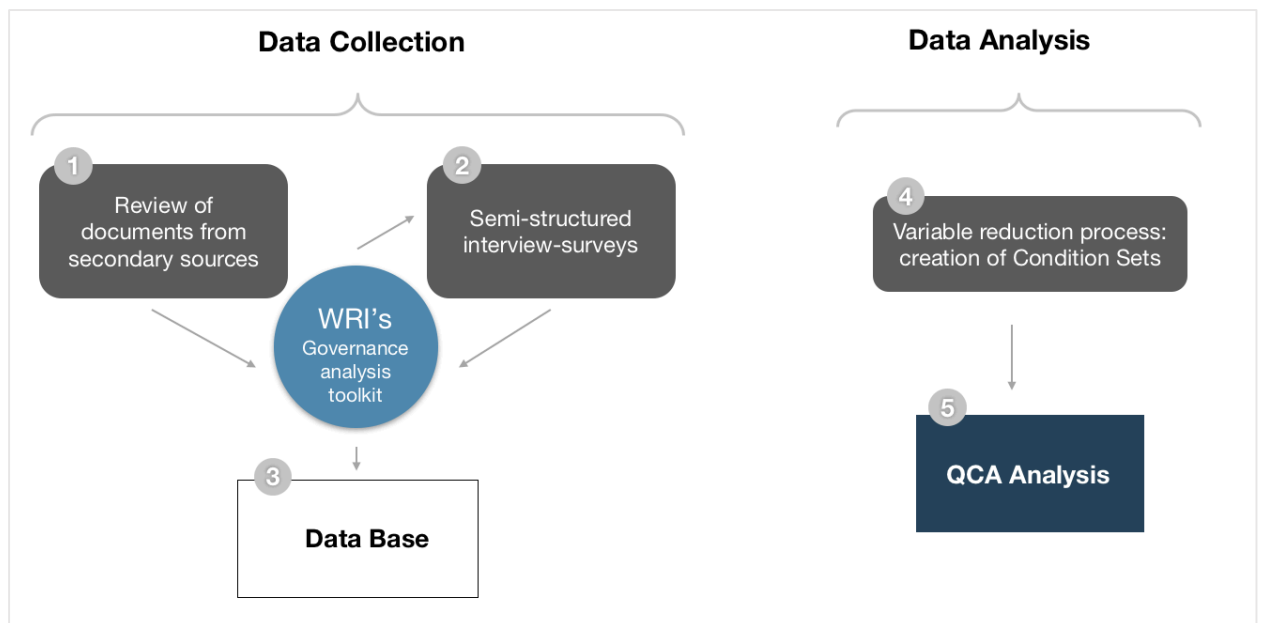 Data Collection
Data Analysis
1
Review of
documents from
secondary sources
2
Semi-structured
interview-surveys
WRI's
Governance
analysis
toolkit
3
Data Base
4
Variable reduction process:
creation of Condition Sets
5
QCA Analysis